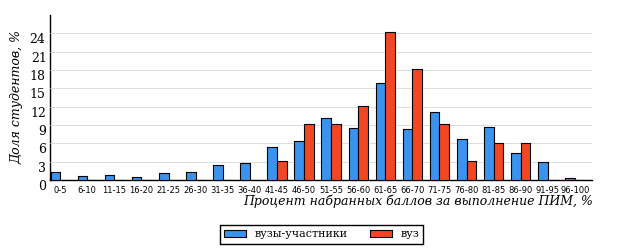 Доля студентов, %
24
21
18
15
12
9
6
3
0
0-5 6-10 11-15 16-20 21-25 26-30 31-35 36-40 41-45 46-50 51-55 56-60 61-65 66-70 71-75 76-80 81-85 86-90 91-95 96-100
Процент набранных баллов за выполнение ПИМ, %
вузы-участники вуз